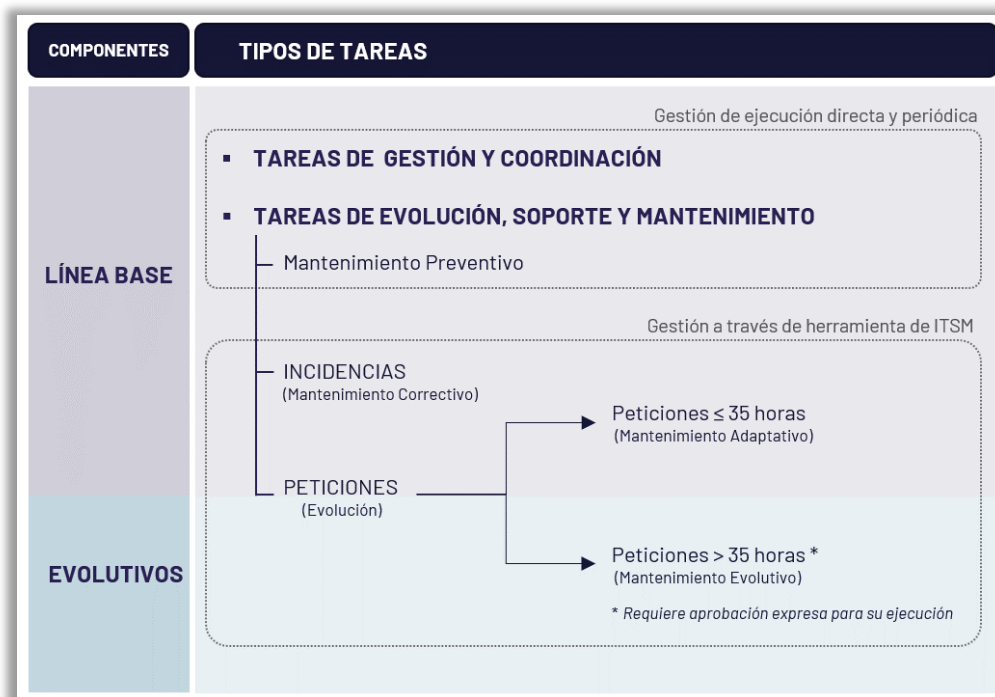 COMPONENTES
TIPOS DE TAREAS
Gestión de ejecución directa y periódica
▪ TAREAS DE GESTIÓN Y COORDINACIÓN
▪ TAREAS DE EVOLUCIÓN, SOPORTE Y MANTENIMIENTO
Mantenimiento Preventivo
LÍNEA BASE
Gestión a través de herramienta de ITSM
INCIDENCIAS
(Mantenimiento Correctivo)
Peticiones ≤ 35 horas
(Mantenimiento Adaptativo)
PETICIONES
(Evolución)
EVOLUTIVOS
Peticiones > 35 horas *
(Mantenimiento Evolutivo)
* Requiere aprobación expresa para su ejecución